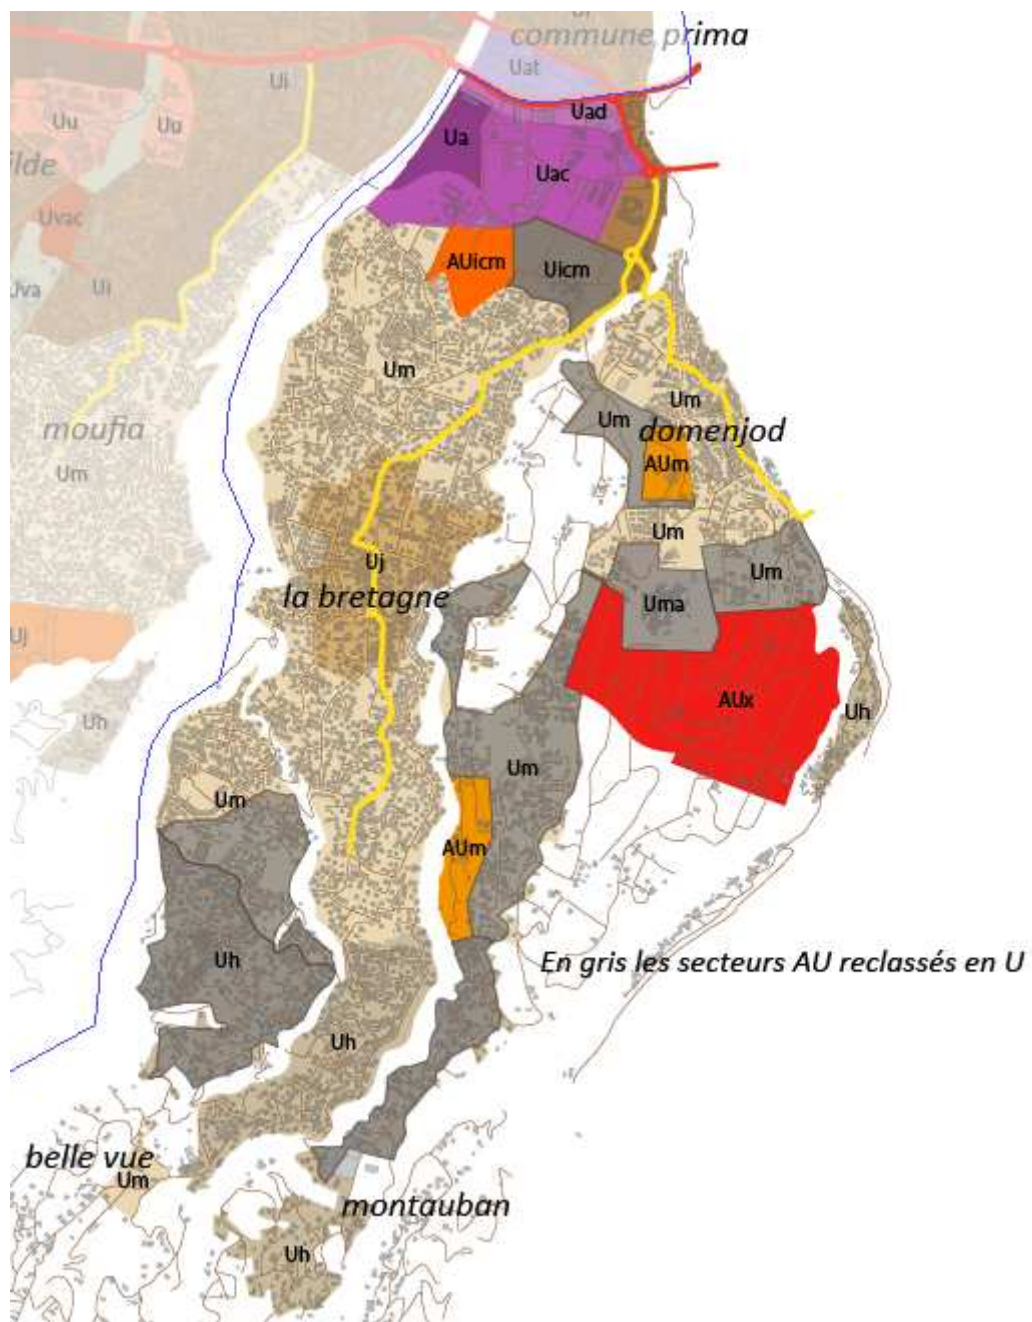 ui
commune prima
Uat
Ui
Uad
Uu
Uu
Ua
ilde
Uac
Uvac
AUicm
Uicm
Uva
Ui
Um
Um
Um
moufia
domenjod
Um
AUm
Um
Uj
Um
la bretagne
Uma
Uj
AUx
Uh
Uh
Um
Um
AUm
Uh
En gris les secteurs AU reclassés en U
Uh
belle vue
Um
montauban
Uh